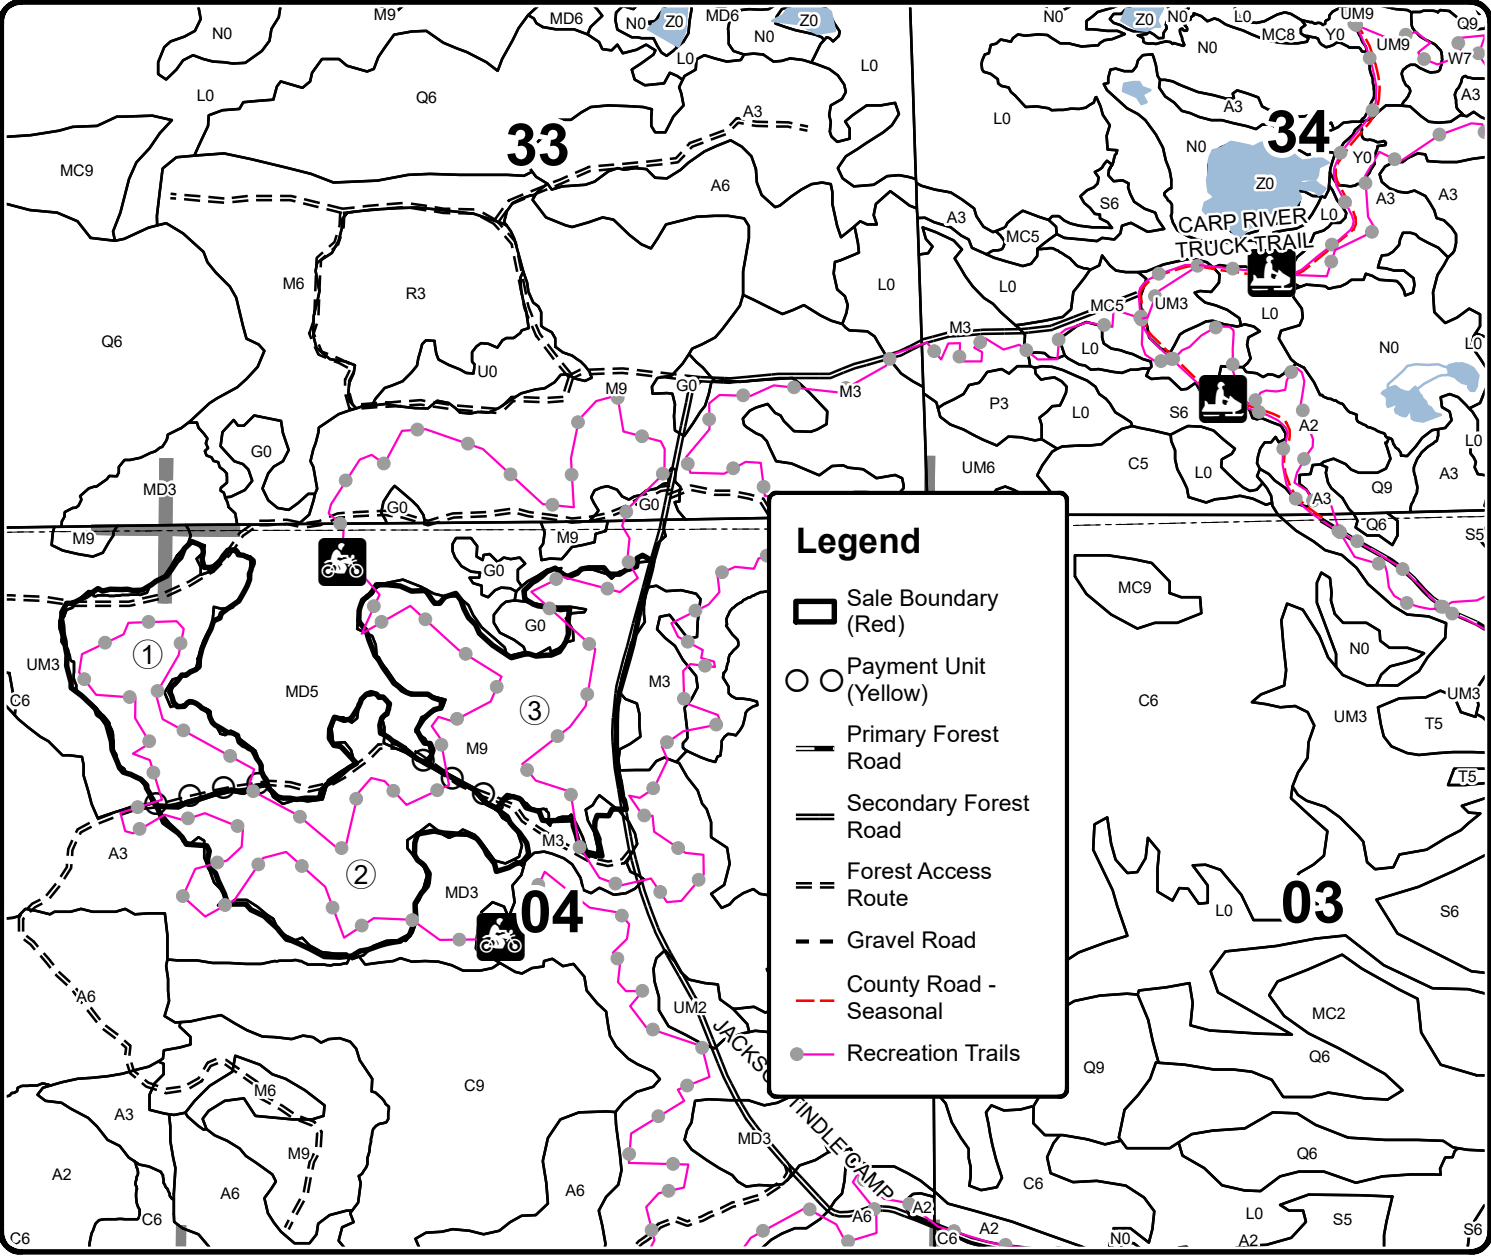 M9
MD6
N0
Z0
MD6
Z0
N0
Z0
N0
L0
UM9
Q9
N0
N0
L0
N0
MC8
Y0
UM9
W7
L0
L0
Q6
A3
L0
A3
A3
33
34
N0
Y0
MC9
A6
Z0
A3
A3
S6
A3
L0
MC5
CARP RIVER
TRUCK TRAIL
M6
R3
L0
L0
MC5
UM3
L0
Q6
M3
L0
N0
L0
U0
M9
G0
M3
P3
L0
S6
A2
G0
L0
UM6
C5
L0
Q9
A3
MD3
G0
G0
A3
Q6
S5
M9
M9
G0
MC9
G0
N0
1
UM3
MD5
M3
C6
3
C6
UM3
UM3
T5
M9
T5
A3
M3
2
MD3
04
L0
03
S6
A6
UM2
MC2
Q6
Q9
C9
M6
A3
MD3
M9
Q6
A2
A6
A6
C6
C6
A6
A2
C6
A2
L0
S5
N0
A2
S6
C6
TINDLE CAMP
Legend
Sale Boundary
(Red)
Payment Unit
(Yellow)
Primary Forest
Road
Secondary Forest
Road
Forest Access
Route
Gravel Road
County Road -
Seasonal
Recreation Trails